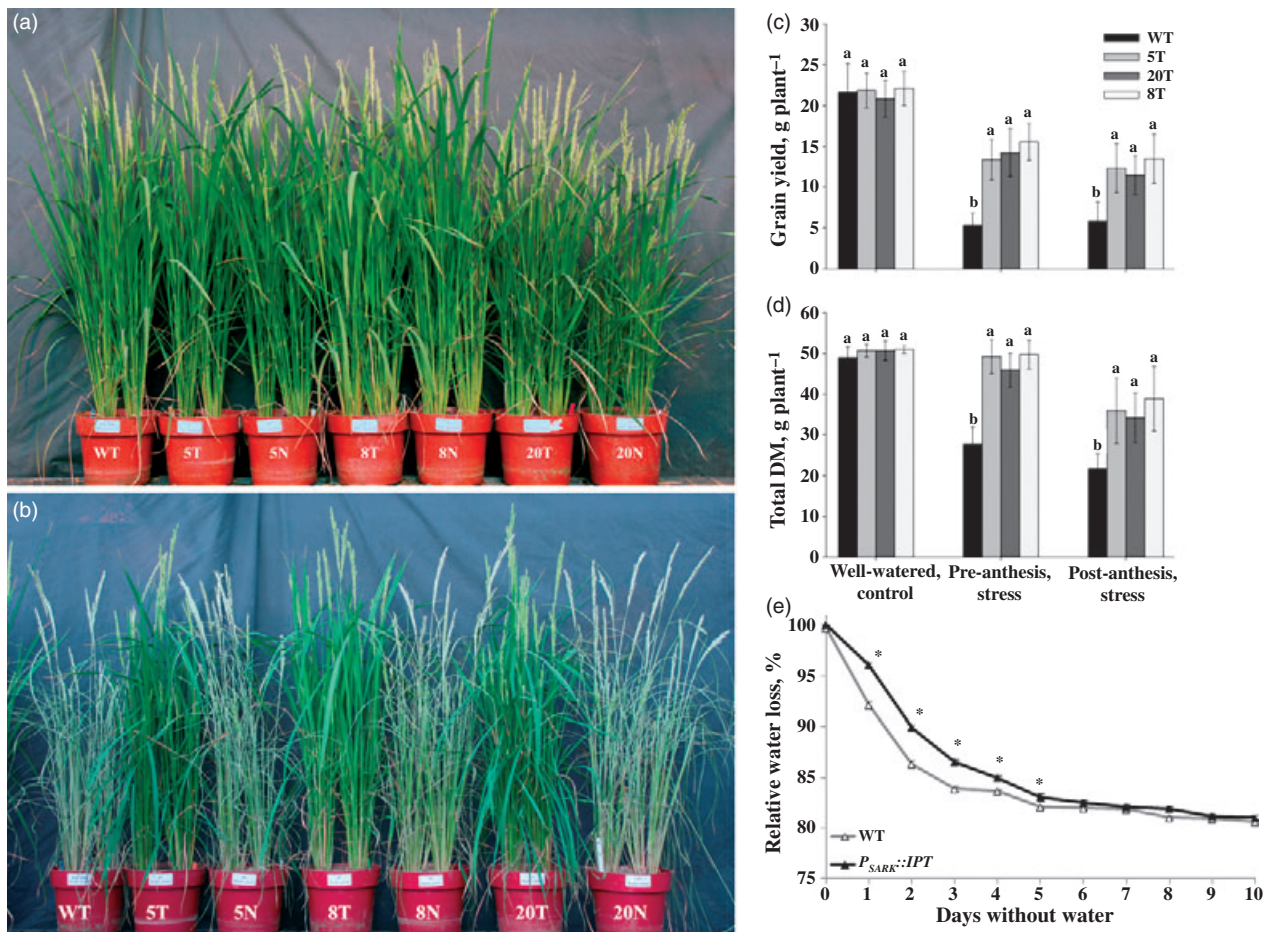 (a)
WT 5T 5N 8T 8N 20T 20N
(b)
WT 5T 5N 8T 8N 20T 20N
(c)
30
25
20
15
10
5
0
Grain yield, g plant⁻¹
WT
5T
20T
8T
a a a a
b a a a
b a a a
(d)
60
50
40
30
20
10
0
Total DM, g plant⁻¹
a a a a
b a a a
b a a a
Well-watered, Pre-anthesis, Post-anthesis,
control stress stress
(e)
100
95
90
85
80
75
Relative water loss, %
* * * * *
WT
P_SARK::IPT
0 1 2 3 4 5 6 7 8 9 10
Days without water